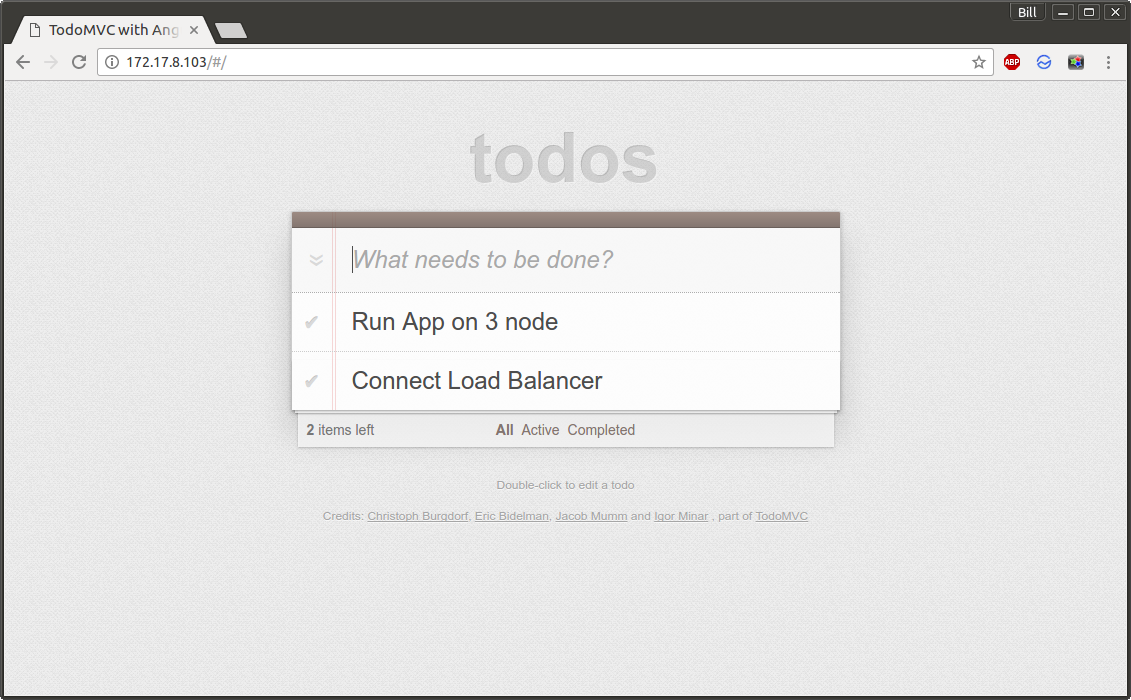 Bill
TodoMVC with Ang
172.17.8.103/#/
ABP
todos
What needs to be done?
Run App on 3 node
Connect Load Balancer
2 items left All Active Completed
Double-click to edit a todo
Credits: Christoph Burgdorf, Eric Bidelman, Jacob Mumm and Igor Minar , part of TodoMVC